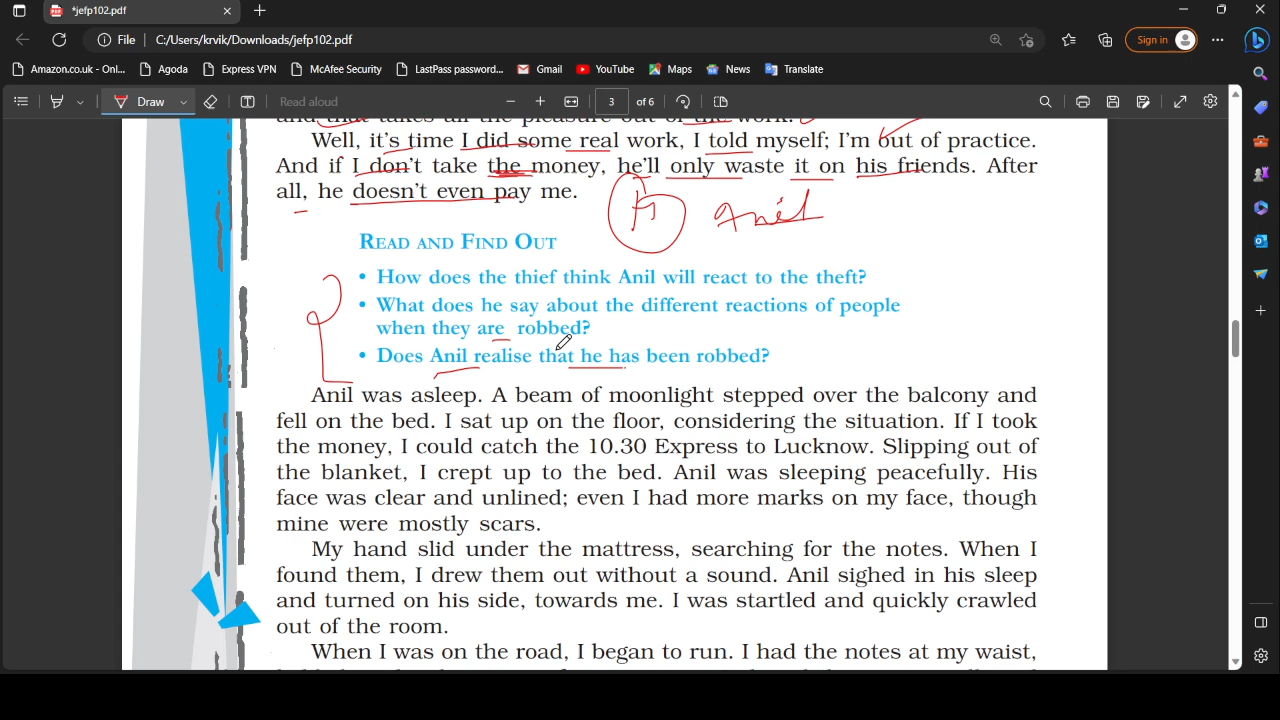 *jefp102.pdf
File | C:/Users/krvik/Downloads/jefp102.pdf
Sign in
Amazon.co.uk - Onl... Agoda Express VPN McAfee Security LastPass password... Gmail YouTube Maps News Translate
Draw Read aloud 3 of 6
and that takes all the pleasure out of the work.
Well, it's time I did some real work, I told myself; I'm out of practice.
And if I don't take the money, he'll only waste it on his friends. After
all, he doesn't even pay me.
Anil
READ AND FIND OUT
• How does the thief think Anil will react to the theft?
• What does he say about the different reactions of people
when they are robbed?
• Does Anil realise that he has been robbed?
Anil was asleep. A beam of moonlight stepped over the balcony and
fell on the bed. I sat up on the floor, considering the situation. If I took
the money, I could catch the 10.30 Express to Lucknow. Slipping out of
the blanket, I crept up to the bed. Anil was sleeping peacefully. His
face was clear and unlined; even I had more marks on my face, though
mine were mostly scars.
My hand slid under the mattress, searching for the notes. When I
found them, I drew them out without a sound. Anil sighed in his sleep
and turned on his side, towards me. I was startled and quickly crawled
out of the room.
When I was on the road, I began to run. I had the notes at my waist,